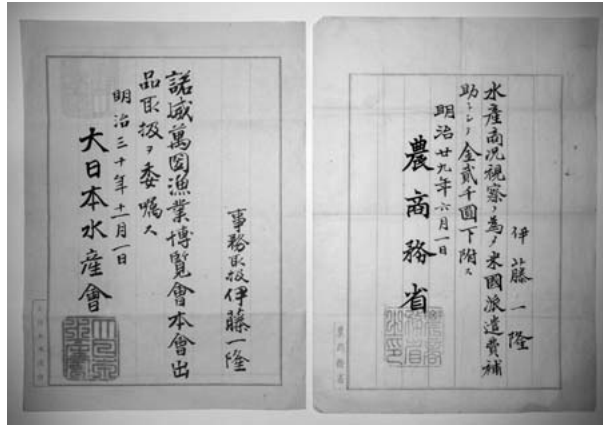 伊藤一隆
水產商況視察ノ為メ米國派遣費補
助トシテ金貳千圓下附ス
明治廿九年六月一日
農商務省
事務取扱伊藤一隆
諾威萬國漁業博覽會本會出
品取扱ヲ委嘱ス
明治三十年十一月一日
大日本水產會